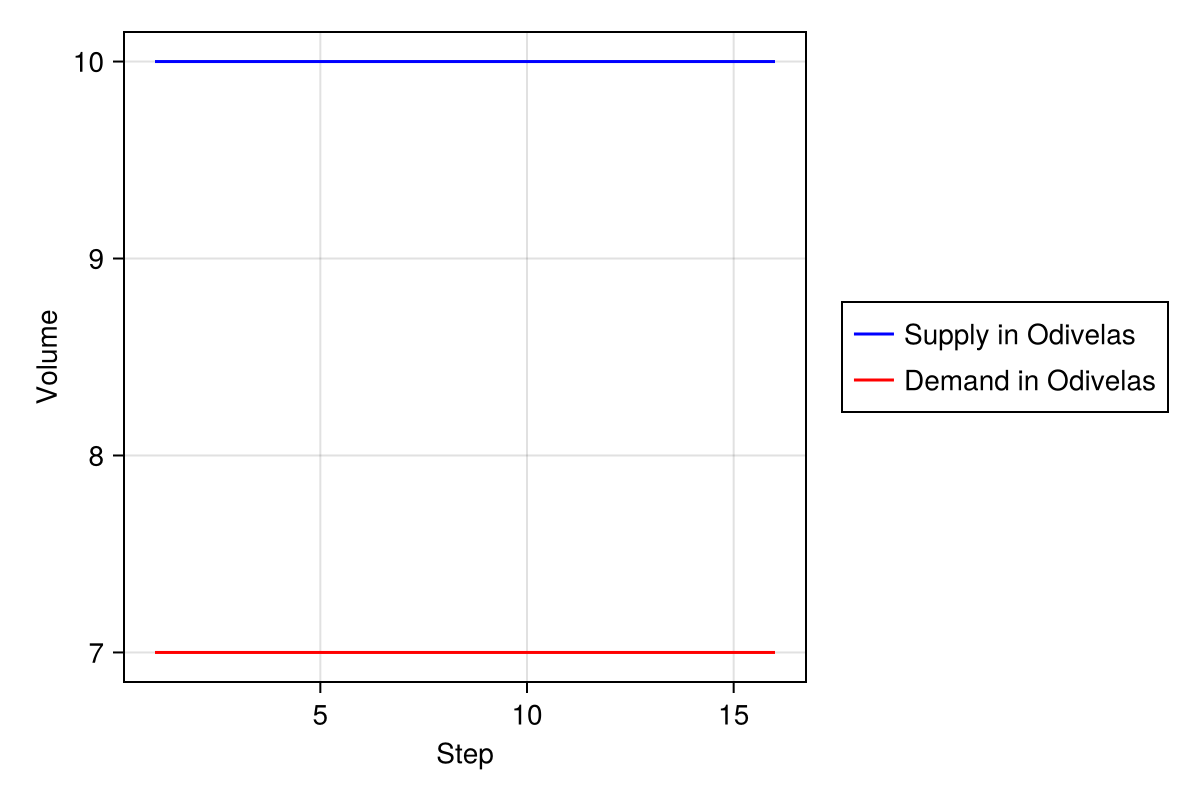 10
9
8
7
Volume
5 10 15
Step
Supply in Odivelas
Demand in Odivelas